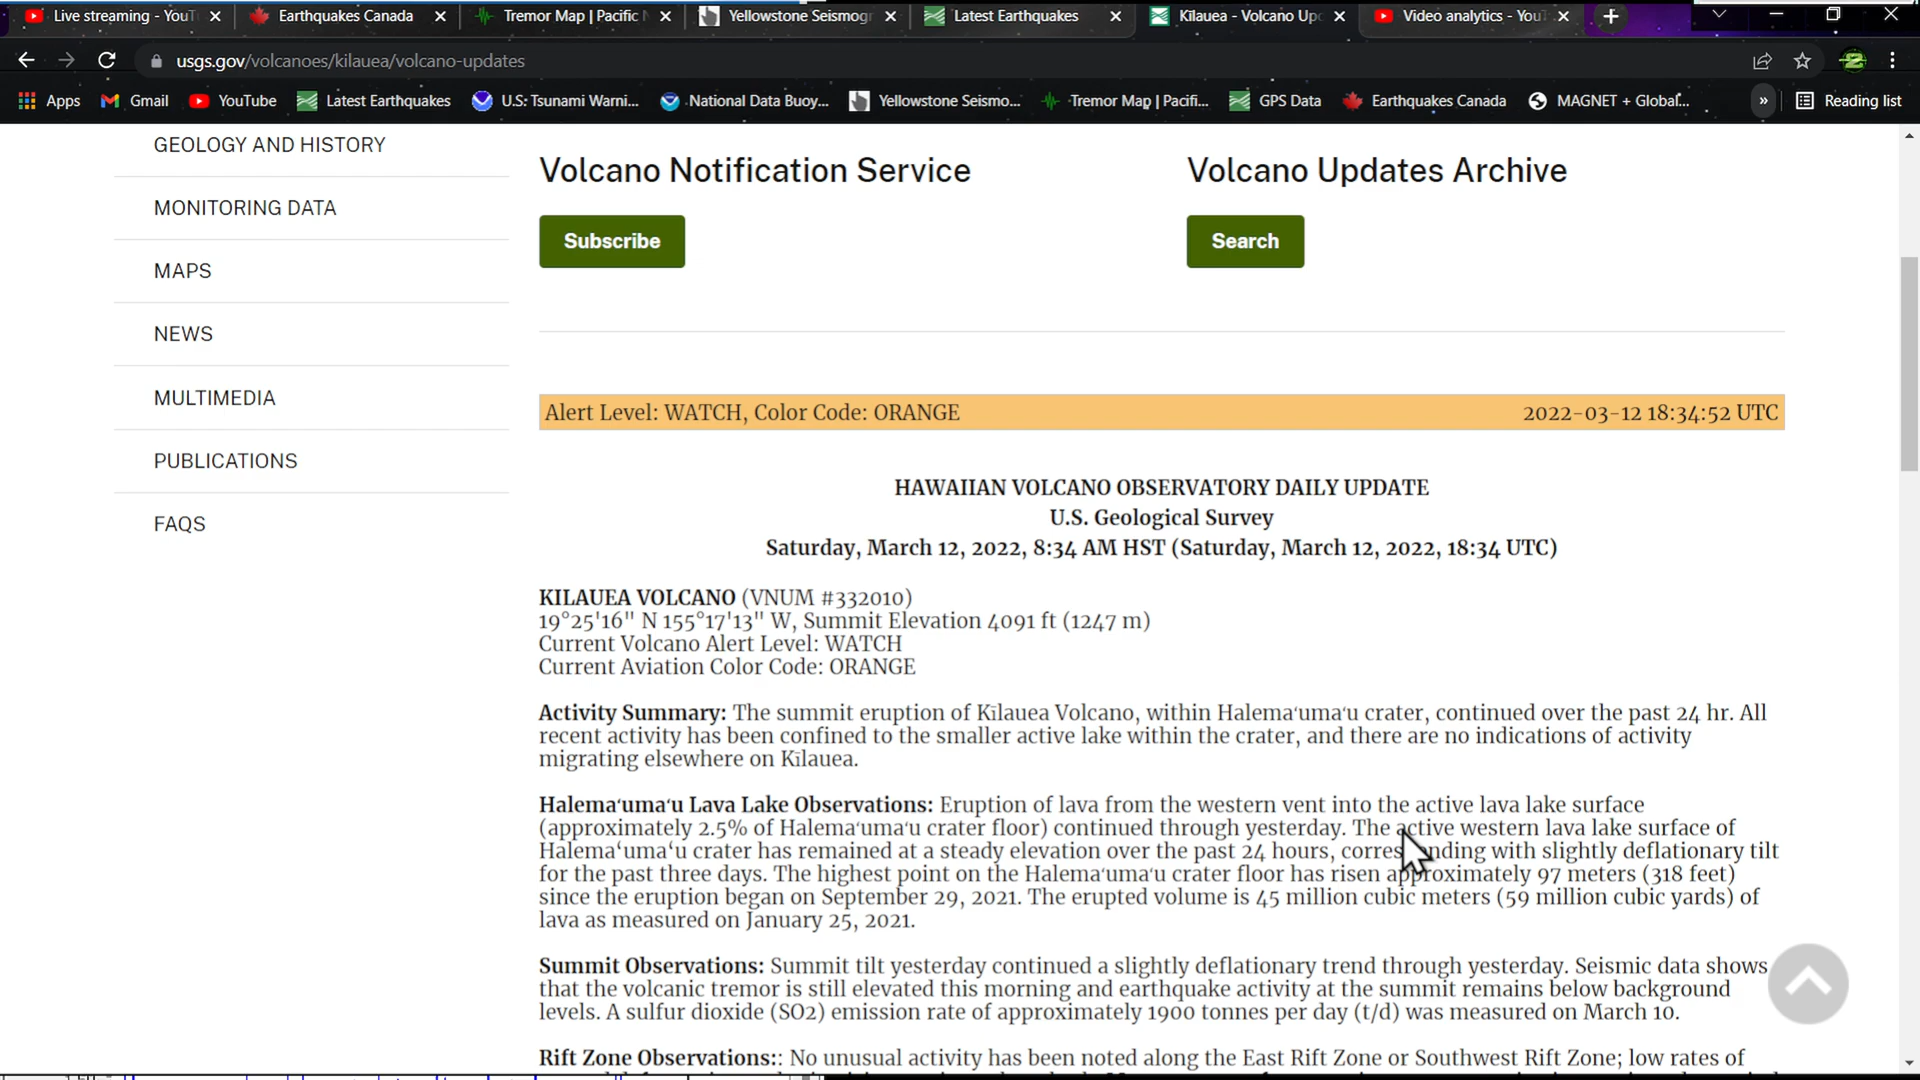 Live streaming - YouT
Earthquakes Canada
Tremor Map | Pacific N
Yellowstone Seismogr
Latest Earthquakes
Kīlauea - Volcano Upd
Video analytics - YouT
usgs.gov/volcanoes/kilauea/volcano-updates
Apps
Gmail
YouTube
Latest Earthquakes
U.S. Tsunami Warni...
National Data Buoy...
Yellowstone Seismo...
Tremor Map | Pacifi...
GPS Data
Earthquakes Canada
MAGNET + Global...
»
Reading list
GEOLOGY AND HISTORY
MONITORING DATA
MAPS
NEWS
MULTIMEDIA
PUBLICATIONS
FAQS
Volcano Notification Service
Subscribe
Volcano Updates Archive
Search
Alert Level: WATCH, Color Code: ORANGE
2022-03-12 18:34:52 UTC
HAWAIIAN VOLCANO OBSERVATORY DAILY UPDATE
U.S. Geological Survey
Saturday, March 12, 2022, 8:34 AM HST (Saturday, March 12, 2022, 18:34 UTC)
KILAUEA VOLCANO (VNUM #332010)
19°25'16" N 155°17'13" W, Summit Elevation 4091 ft (1247 m)
Current Volcano Alert Level: WATCH
Current Aviation Color Code: ORANGE
Activity Summary: The summit eruption of Kīlauea Volcano, within Halemaʻumaʻu crater, continued over the past 24 hr. All
recent activity has been confined to the smaller active lake within the crater, and there are no indications of activity
migrating elsewhere on Kīlauea.
Halemaʻumaʻu Lava Lake Observations: Eruption of lava from the western vent into the active lava lake surface
(approximately 2.5% of Halemaʻumaʻu crater floor) continued through yesterday. The active western lava lake surface of
Halemaʻumaʻu crater has remained at a steady elevation over the past 24 hours, corresponding with slightly deflationary tilt
for the past three days. The highest point on the Halemaʻumaʻu crater floor has risen approximately 97 meters (318 feet)
since the eruption began on September 29, 2021. The erupted volume is 45 million cubic meters (59 million cubic yards) of
lava as measured on January 25, 2021.
Summit Observations: Summit tilt yesterday continued a slightly deflationary trend through yesterday. Seismic data shows
that the volcanic tremor is still elevated this morning and earthquake activity at the summit remains below background
levels. A sulfur dioxide (SO2) emission rate of approximately 1900 tonnes per day (t/d) was measured on March 10.
Rift Zone Observations:: No unusual activity has been noted along the East Rift Zone or Southwest Rift Zone; low rates of